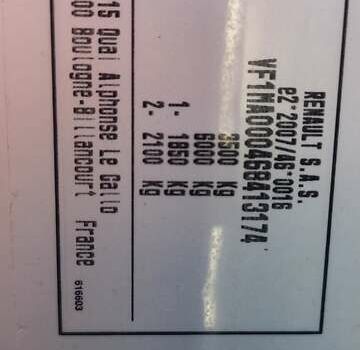 RENAULT S.A.S.
e2*2007/46*0016
VF1MA000468413174
3500 Kg
6000 Kg
1- 1850 Kg
2- 2100 Kg
15 Quai Alphonse Le Gallo
00 Boulogne-Billancourt France
616603